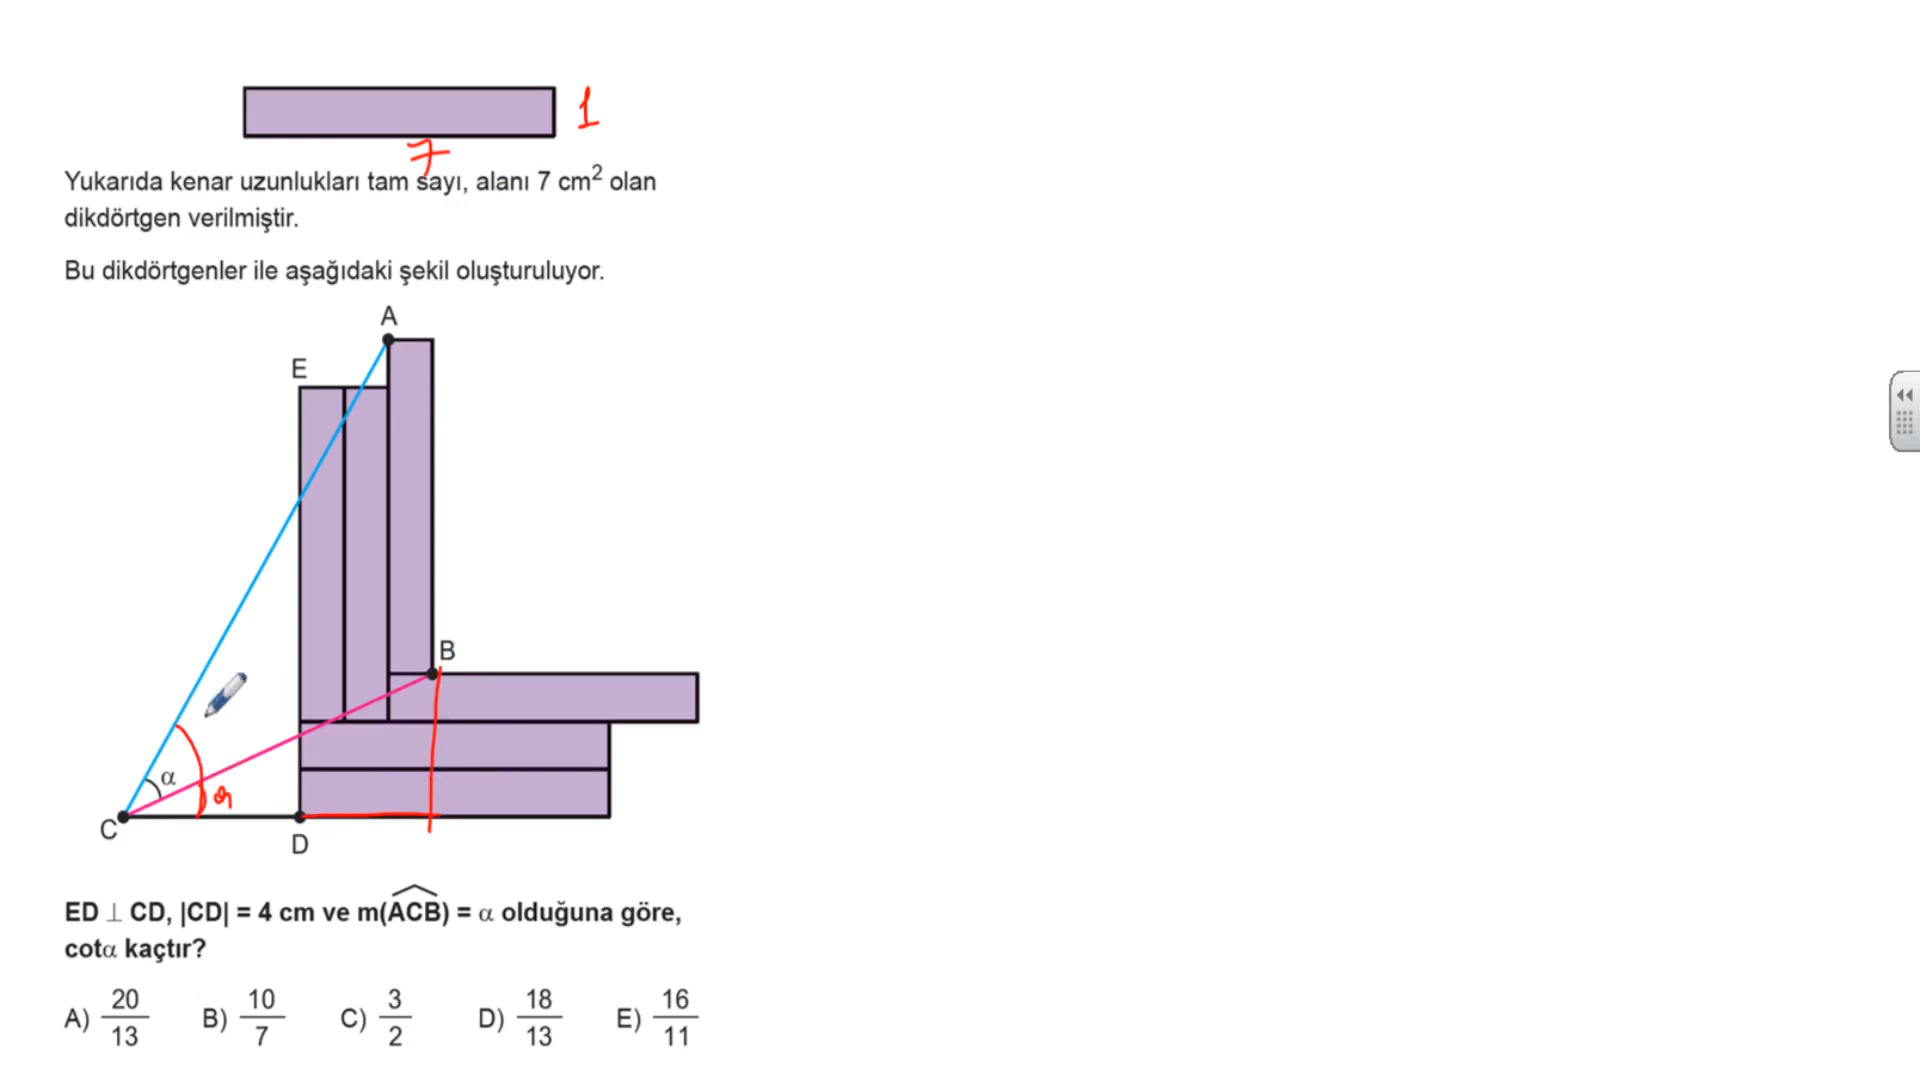 1
7
Yukarıda kenar uzunlukları tam sayı, alanı 7 cm² olan
dikdörtgen verilmiştir.
Bu dikdörtgenler ile aşağıdaki şekil oluşturuluyor.
A
E
B
α
C
D
ED ⊥ CD, |CD| = 4 cm ve m(ACB) = α olduğuna göre,
cotα kaçtır?
A) 20/13 B) 10/7 C) 3/2 D) 18/13 E) 16/11